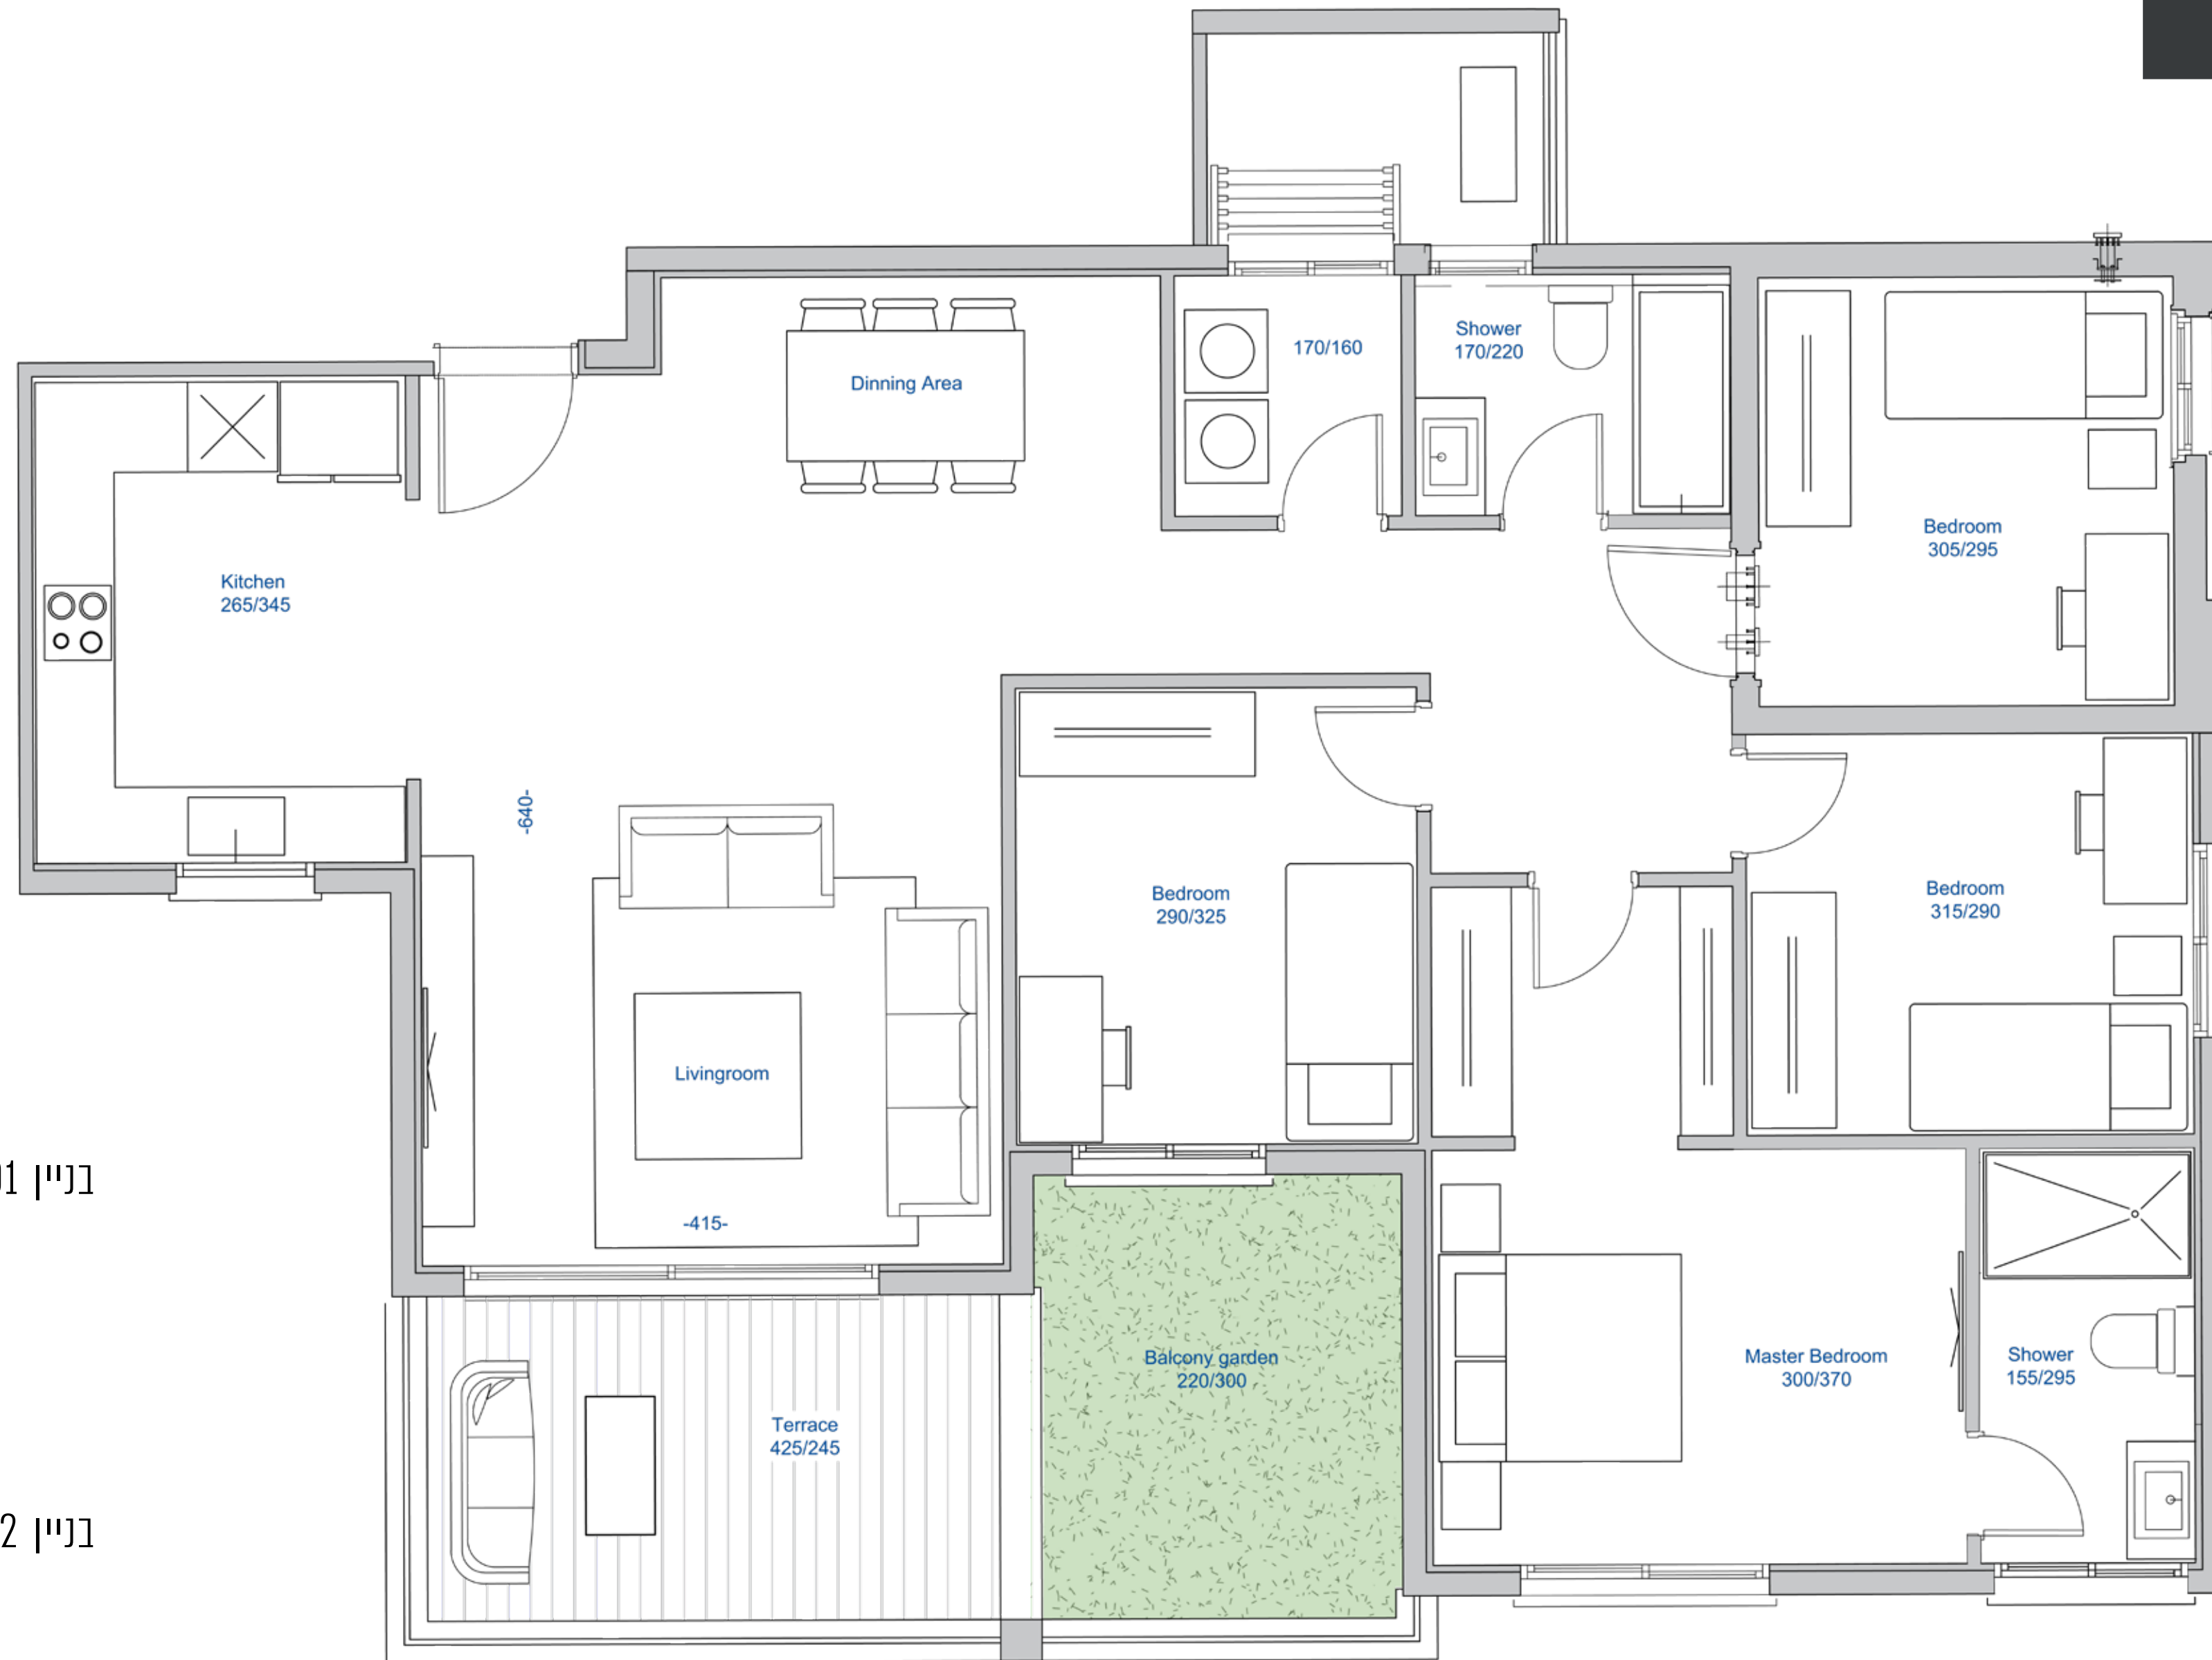 170/160
Shower
170/220
Dinning Area
Bedroom
305/295
Kitchen
265/345
-640-
Bedroom
290/325
Bedroom
315/290
Livingroom
-415-
Balcony garden
220/300
Master Bedroom
300/370
Shower
155/295
Terrace
425/245
בניין
בניין